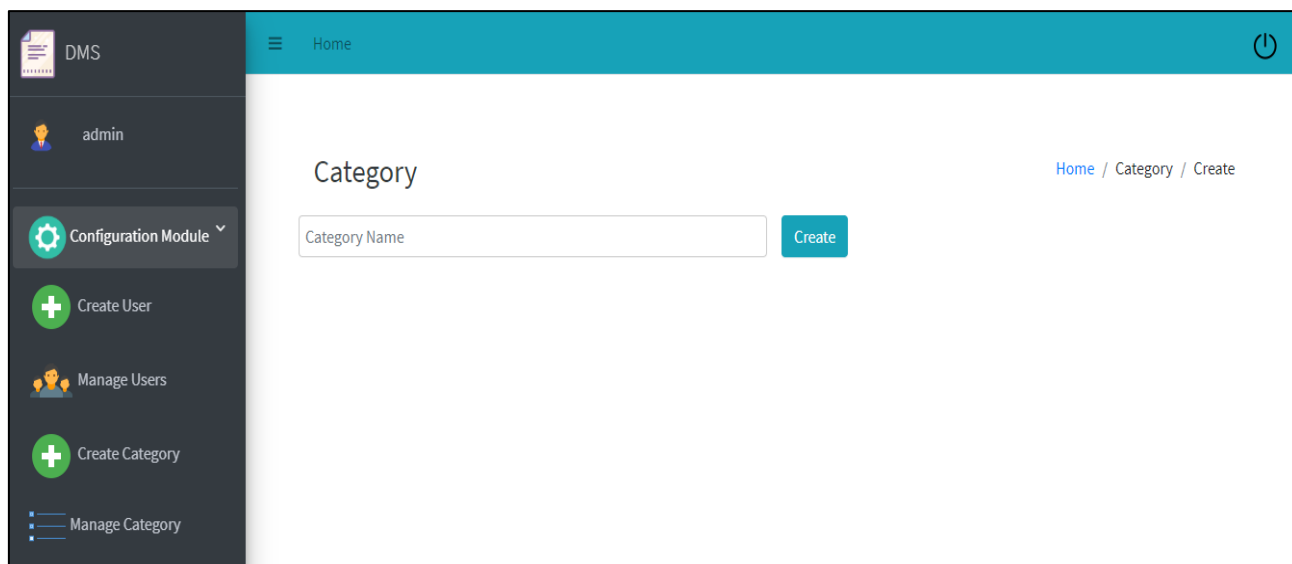 DMS
☰ Home
admin
Category
Home / Category / Create
Configuration Module
Category Name
Create
Create User
Manage Users
Create Category
Manage Category